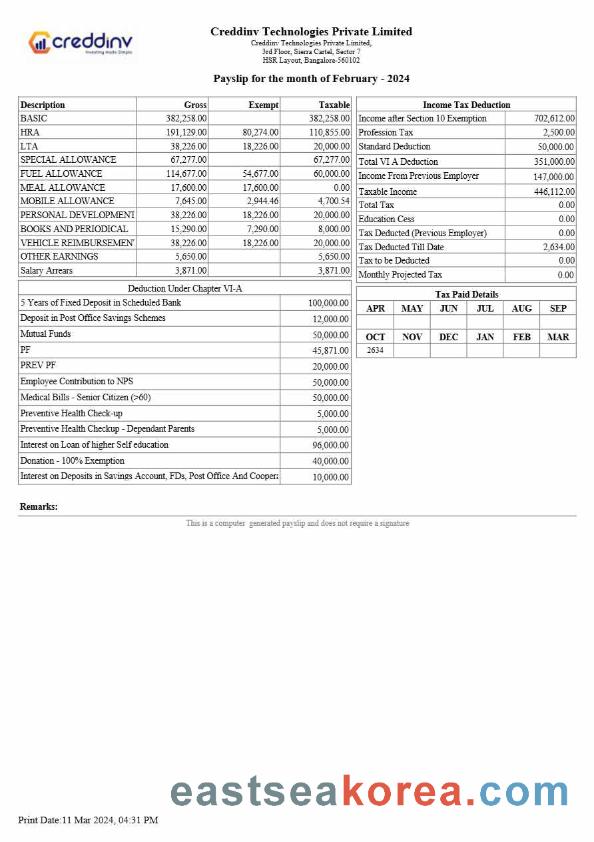 creddinv
Investing Made Simple
Creddinv Technologies Private Limited
Creddinv Technologies Private Limited,
3rd Floor, Sierra Cartel, Sector 7
HSR Layout, Bangalore-560102
Payslip for the month of February - 2024
Description Gross Exempt Taxable
BASIC 382,258.00 382,258.00
HRA 191,129.00 80,274.00 110,855.00
LTA 38,226.00 18,226.00 20,000.00
SPECIAL ALLOWANCE 67,277.00 67,277.00
FUEL ALLOWANCE 114,677.00 54,677.00 60,000.00
MEAL ALLOWANCE 17,600.00 17,600.00 0.00
MOBILE ALLOWANCE 7,645.00 2,944.46 4,700.54
PERSONAL DEVELOPMENT 38,226.00 18,226.00 20,000.00
BOOKS AND PERIODICAL 15,290.00 7,290.00 8,000.00
VEHICLE REIMBURSEMEN 38,226.00 18,226.00 20,000.00
OTHER EARNINGS 5,650.00 5,650.00
Salary Arrears 3,871.00 3,871.00
Income Tax Deduction
Income after Section 10 Exemption 702,612.00
Profession Tax 2,500.00
Standard Deduction 50,000.00
Total VI A Deduction 351,000.00
Income From Previous Employer 147,000.00
Taxable Income 446,112.00
Total Tax 0.00
Education Cess 0.00
Tax Deducted (Previous Employer) 0.00
Tax Deducted Till Date 2,634.00
Tax to be Deducted 0.00
Monthly Projected Tax 0.00
Deduction Under Chapter VI-A
5 Years of Fixed Deposit in Scheduled Bank 100,000.00
Deposit in Post Office Savings Schemes 12,000.00
Mutual Funds 50,000.00
PF 45,871.00
PREV PF 20,000.00
Employee Contribution to NPS 50,000.00
Medical Bills - Senior Citizen (>60) 50,000.00
Preventive Health Check-up 5,000.00
Preventive Health Checkup - Dependant Parents 5,000.00
Interest on Loan of higher Self education 96,000.00
Donation - 100% Exemption 40,000.00
Interest on Deposits in Savings Account, FDs, Post Office And Cooper: 10,000.00
Tax Paid Details
APR MAY JUN JUL AUG SEP
OCT NOV DEC JAN FEB MAR
2634
Remarks:
This is a computer generated payslip and does not require a signature
eastseakorea.com
Print Date:11 Mar 2024, 04:31 PM